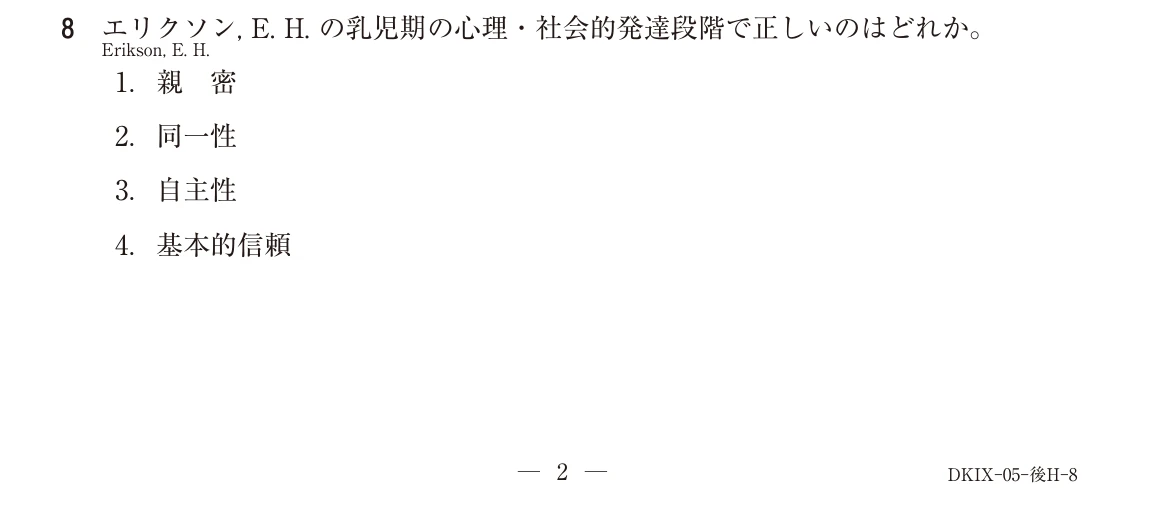 8 エリクソン, E. H. の乳児期の心理・社会的発達段階で正しいのはどれか。
Erikson, E. H.
1. 親　密
2. 同一性
3. 自主性
4. 基本的信頼
— 2 —
DKIX-05-後H-8